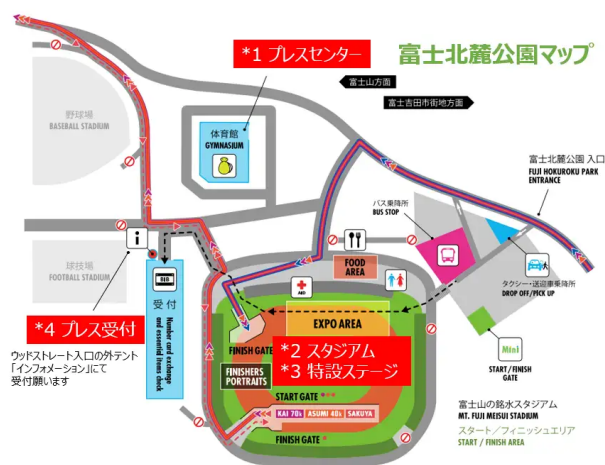 *1 プレスセンター
富士北麓公園マップ
富士山方面
富士吉田市街地方面
野球場
BASEBALL STADIUM
体育館
GYMNASIUM
富士北麓公園 入口
FUJI HOKUROKU PARK
ENTRANCE
バス乗降所
BUS STOP
球技場
FOOTBALL STADIUM
FOOD
AREA
タクシー・送迎車乗降所
DROP OFF/PICK UP
受付
Number card exchange
and essential items check
AID
*4 プレス受付
ウッドストレート入口の外テント
「インフォメーション」にて
受付願います
EXPO AREA
FINISH GATE
*2 スタジアム
*3 特設ステージ
FINISHERS
PORTRAITS
Mini
START/FINISH
GATE
START GATE
KAI 70k
ASUMI 40k
SAKUYA
FINISH GATE
富士山の銘水スタジアム
MT. FUJI MEISUI STADIUM
スタート／フィニッシュエリア
START / FINISH AREA